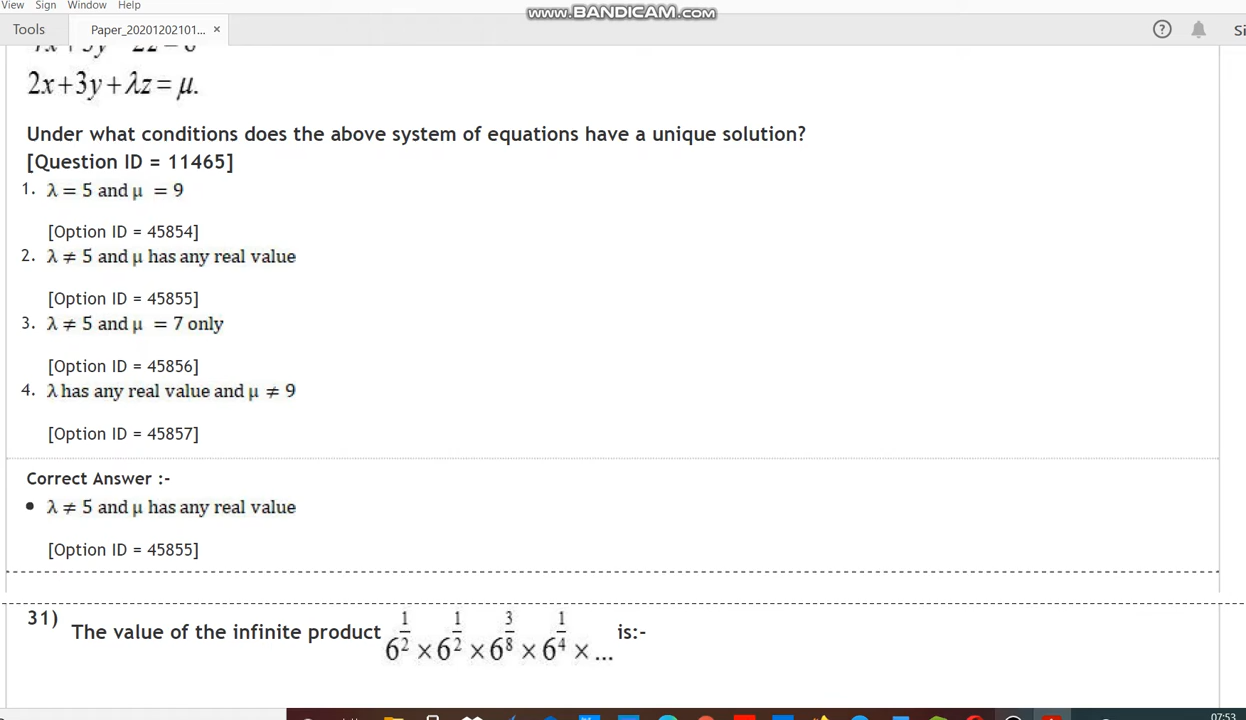 View Sign Window Help
www.BANDICAM.com
Tools Paper_20201202101... × ?
2x+3y+λz=μ.
Under what conditions does the above system of equations have a unique solution?
[Question ID = 11465]
1. λ = 5 and μ = 9
[Option ID = 45854]
2. λ ≠ 5 and μ has any real value
[Option ID = 45855]
3. λ ≠ 5 and μ = 7 only
[Option ID = 45856]
4. λ has any real value and μ ≠ 9
[Option ID = 45857]
Correct Answer :-
• λ ≠ 5 and μ has any real value
[Option ID = 45855]
31) The value of the infinite product 6^{1/2} × 6^{1/2} × 6^{3/8} × 6^{1/4} × ... is:-
07:53